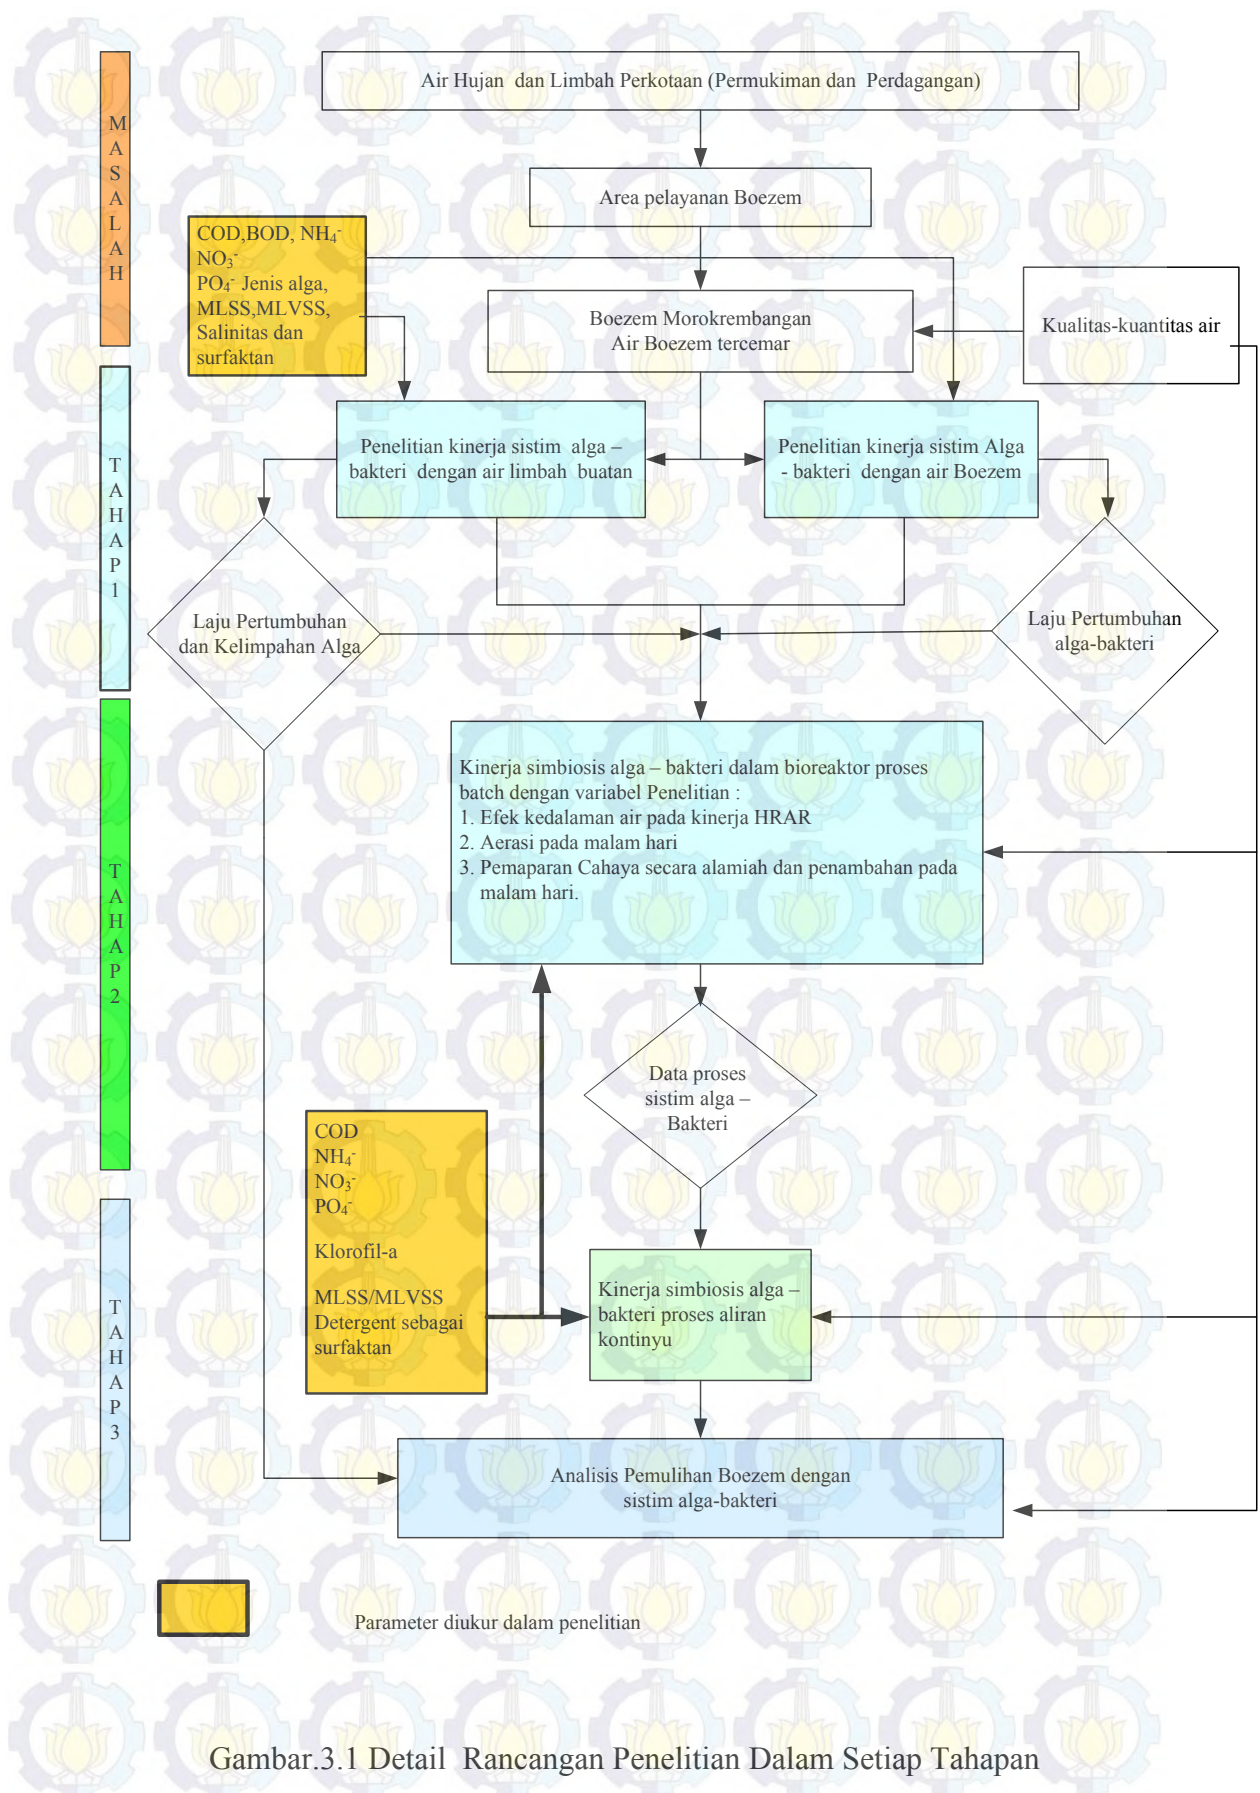 Air Hujan dan Limbah Perkotaan (Permukiman dan Perdagangan)
M
A
S
A
L
A
H
Area pelayanan Boezem
COD,BOD, NH₄⁻
NO₃⁻
PO₄⁻ Jenis alga,
MLSS,MLVSS,
Salinitas dan
surfaktan
Boezem Morokrembangan
Air Boezem tercemar
Kualitas-kuantitas air
T
A
H
A
P
1
Penelitian kinerja sistim alga –
bakteri dengan air limbah buatan
Penelitian kinerja sistim Alga
- bakteri dengan air Boezem
Laju Pertumbuhan
dan Kelimpahan Alga
Laju Pertumbuhan
alga-bakteri
T
A
H
A
P
2
Kinerja simbiosis alga – bakteri dalam bioreaktor proses
batch dengan variabel Penelitian :
1. Efek kedalaman air pada kinerja HRAR
2. Aerasi pada malam hari
3. Pemaparan Cahaya secara alamiah dan penambahan pada
malam hari.
Data proses
sistim alga –
Bakteri
COD
NH₄⁻
NO₃⁻
PO₄⁻
Klorofil-a
MLSS/MLVSS
Detergent sebagai
surfaktan
T
A
H
A
P
3
Kinerja simbiosis alga –
bakteri proses aliran
kontinyu
Analisis Pemulihan Boezem dengan
sistim alga-bakteri
Parameter diukur dalam penelitian
Gambar.3.1 Detail Rancangan Penelitian Dalam Setiap Tahapan